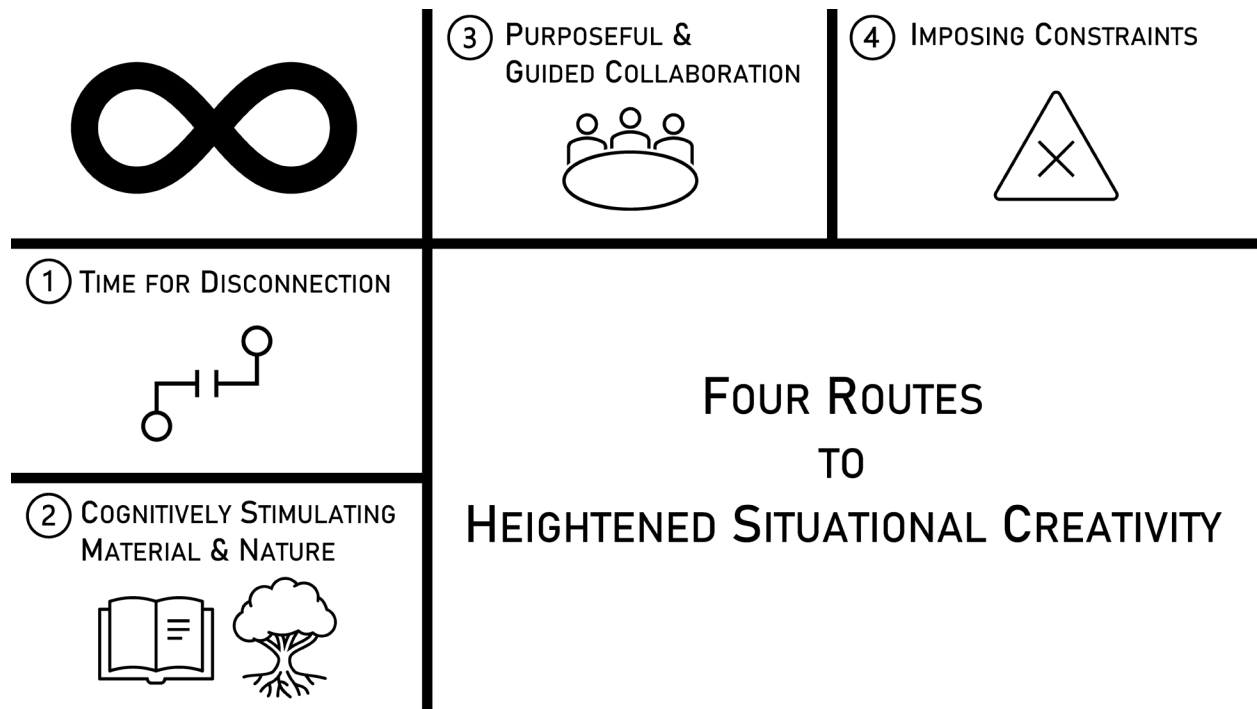 3 PURPOSEFUL &
GUIDED COLLABORATION
4 IMPOSING CONSTRAINTS
1 TIME FOR DISCONNECTION
2 COGNITIVELY STIMULATING
MATERIAL & NATURE
FOUR ROUTES
TO
HEIGHTENED SITUATIONAL CREATIVITY